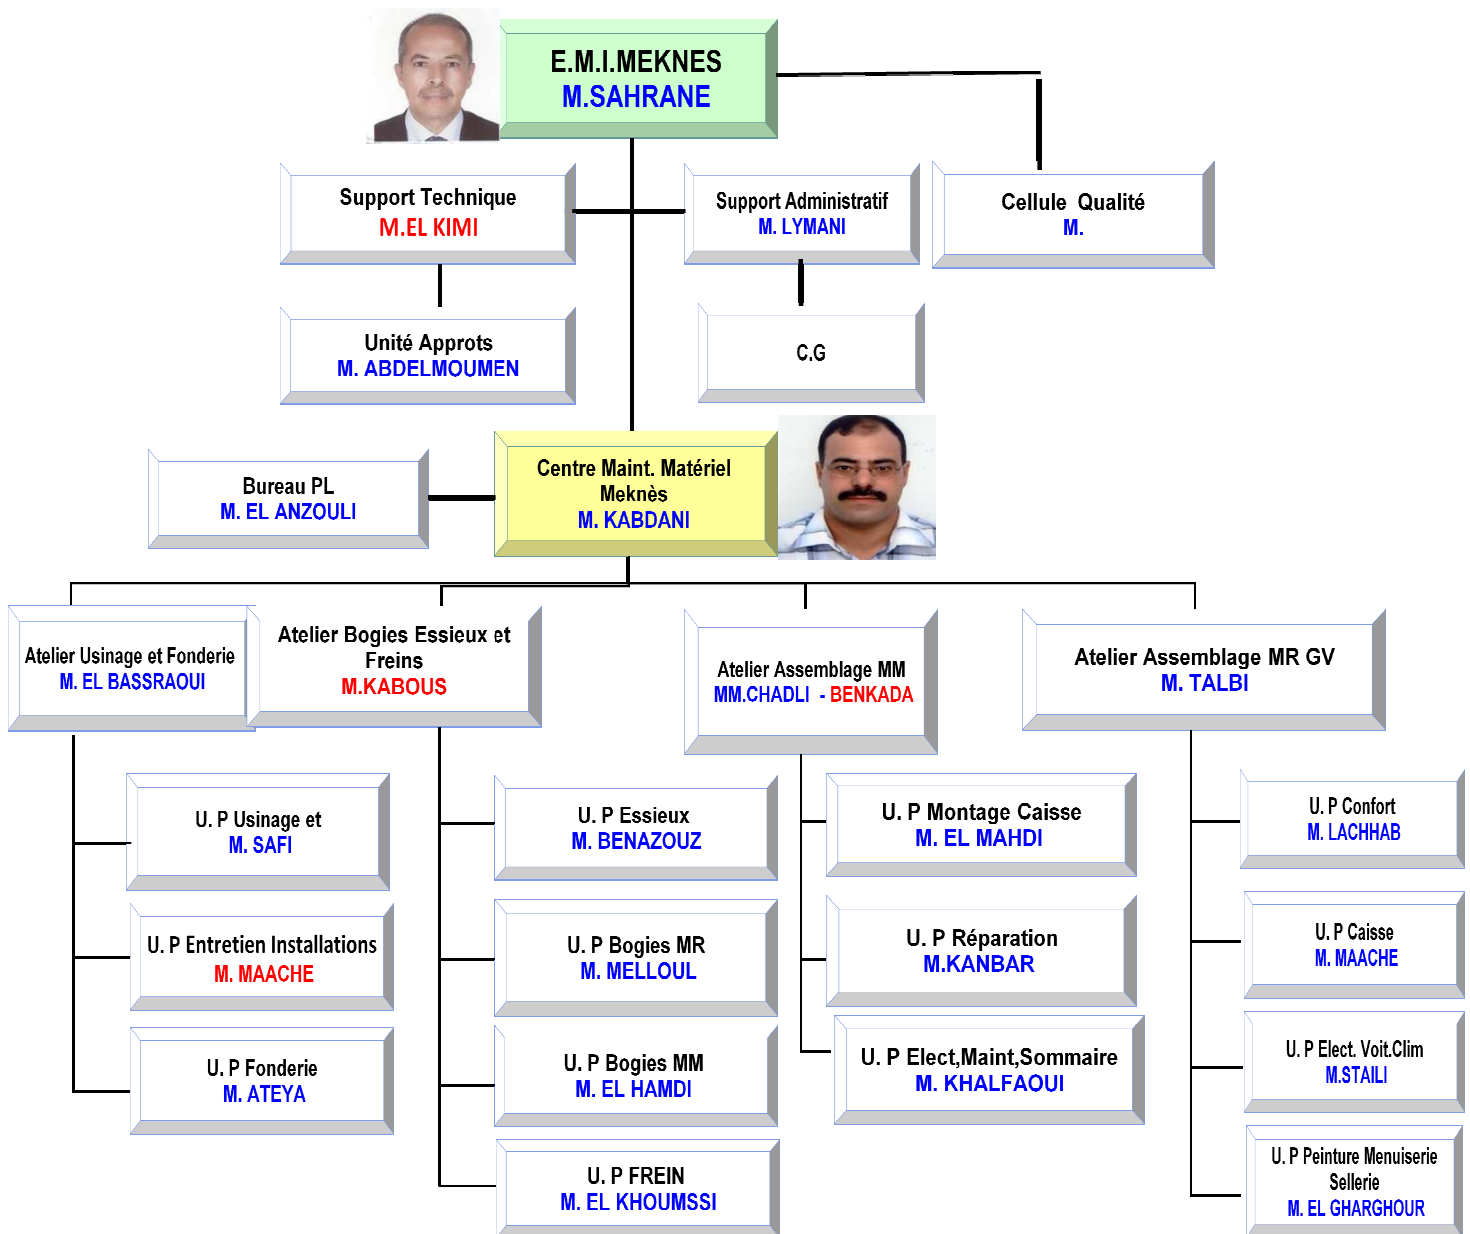 E.M.I.MEKNES
M.SAHRANE
Support Technique
M.EL KIMI
Support Administratif
M. LYMANI
Cellule Qualité
M.
Unité Approts
M. ABDELMOUMEN
C.G
Bureau PL
M. EL ANZOULI
Centre Maint. Matériel
Meknès
M. KABDANI
Atelier Usinage et Fonderie
M. EL BASSRAOUI
Atelier Bogies Essieux et
Freins
M.KABOUS
Atelier Assemblage MM
MM.CHADLI - BENKADA
Atelier Assemblage MR GV
M. TALBI
U. P Usinage et
M. SAFI
U. P Entretien Installations
M. MAACHE
U. P Fonderie
M. ATEYA
U. P Essieux
M. BENAZOUZ
U. P Bogies MR
M. MELLOUL
U. P Bogies MM
M. EL HAMDI
U. P FREIN
M. EL KHOUMSSI
U. P Montage Caisse
M. EL MAHDI
U. P Réparation
M.KANBAR
U. P Elect,Maint,Sommaire
M. KHALFAOUI
U. P Confort
M. LACHHAB
U. P Caisse
M. MAACHE
U. P Elect. Voit.Clim
M.STAILI
U. P Peinture Menuiserie
Sellerie
M. EL GHARGHOUR